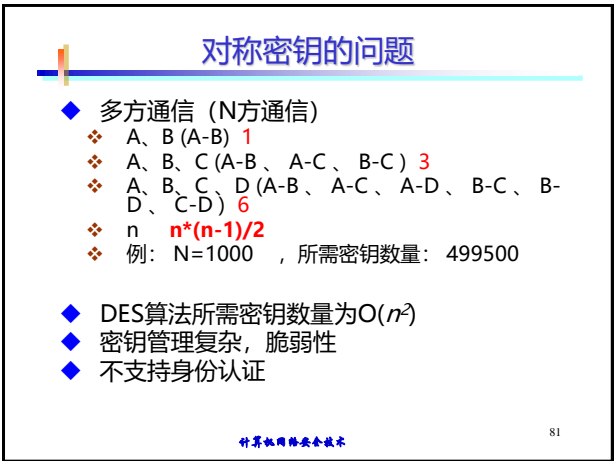 对称密钥的问题
多方通信（N方通信）
A、B (A-B) 1
A、B、C (A-B 、 A-C 、 B-C ) 3
A、B、C 、D (A-B 、 A-C 、 A-D 、 B-C 、 B-
D 、 C-D ) 6
n n*(n-1)/2
例： N=1000 ，所需密钥数量： 499500
DES算法所需密钥数量为O(n²)
密钥管理复杂，脆弱性
不支持身份认证
计算机网络安全技术
81